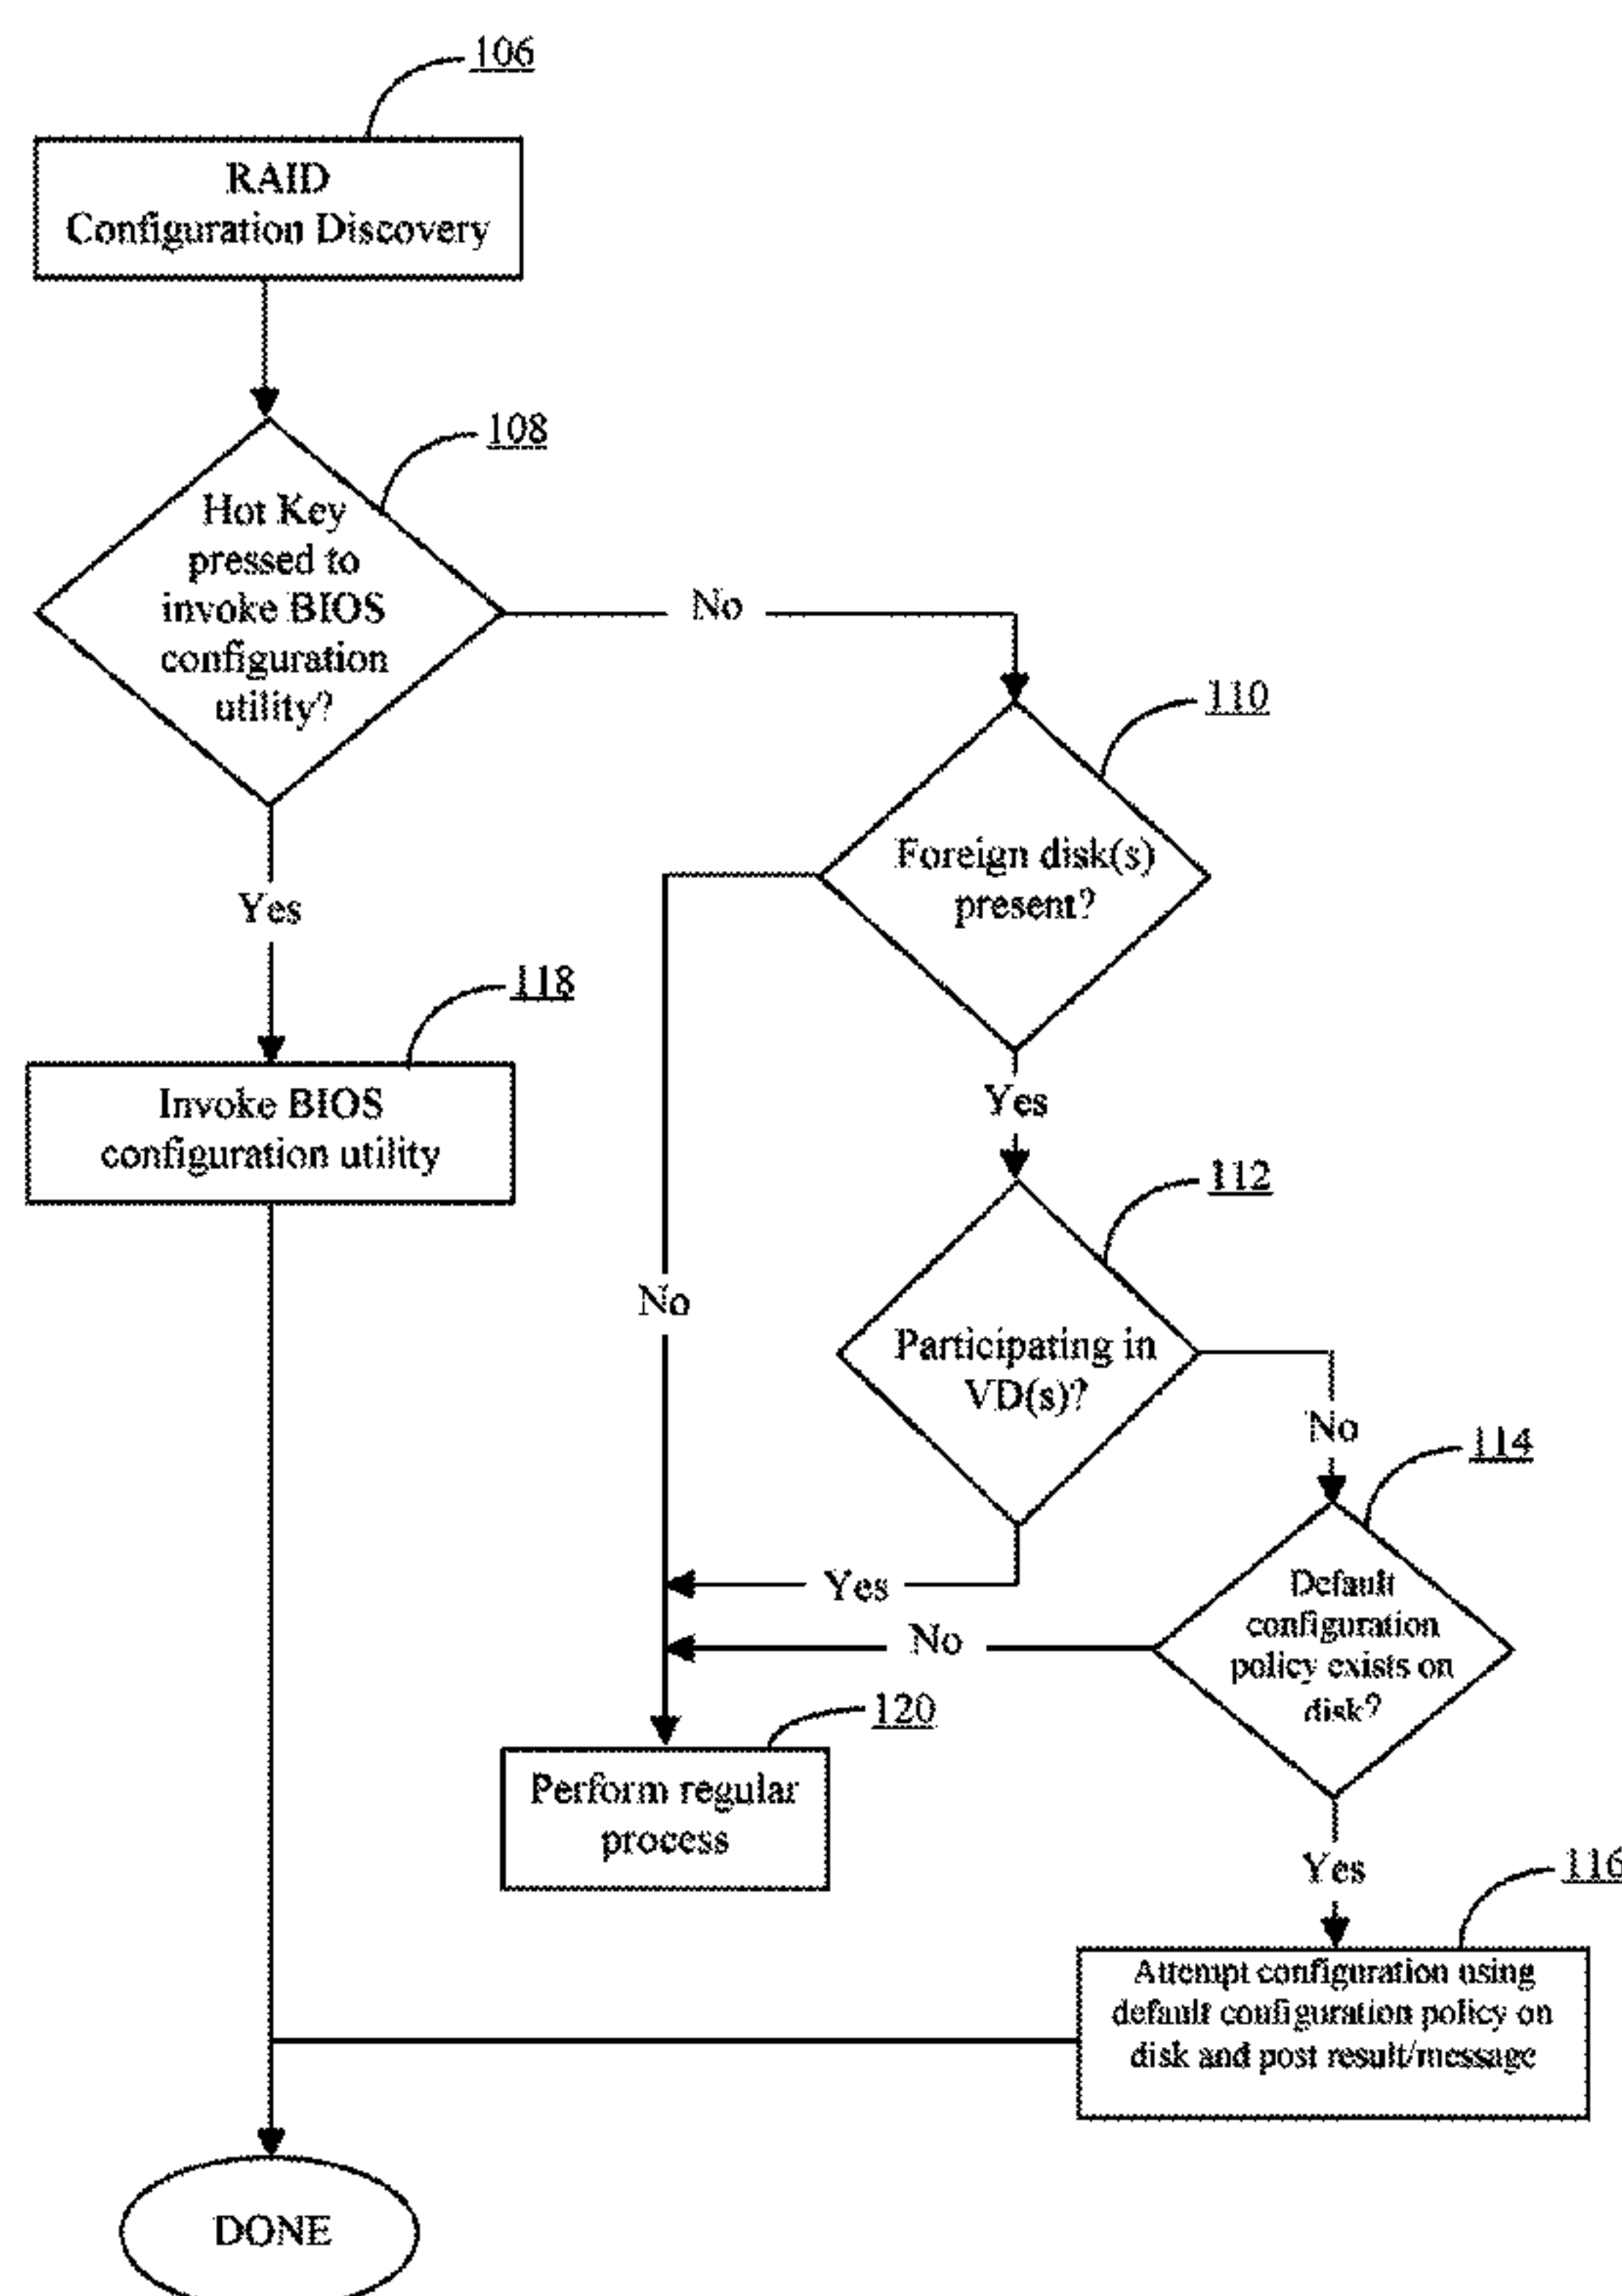 106
RAID
Configuration Discovery
108
Hot Key
pressed to
invoke BIOS
configuration
utility?
No
110
Foreign disk(s)
present?
Yes
118
Invoke BIOS
configuration utility
Yes
112
Participating in
VD(s)?
No
No
114
Default
configuration
policy exists on
disk?
Yes
No
120
Perform regular
process
Yes
116
Attempt configuration using
default configuration policy on
disk and post result/message
DONE